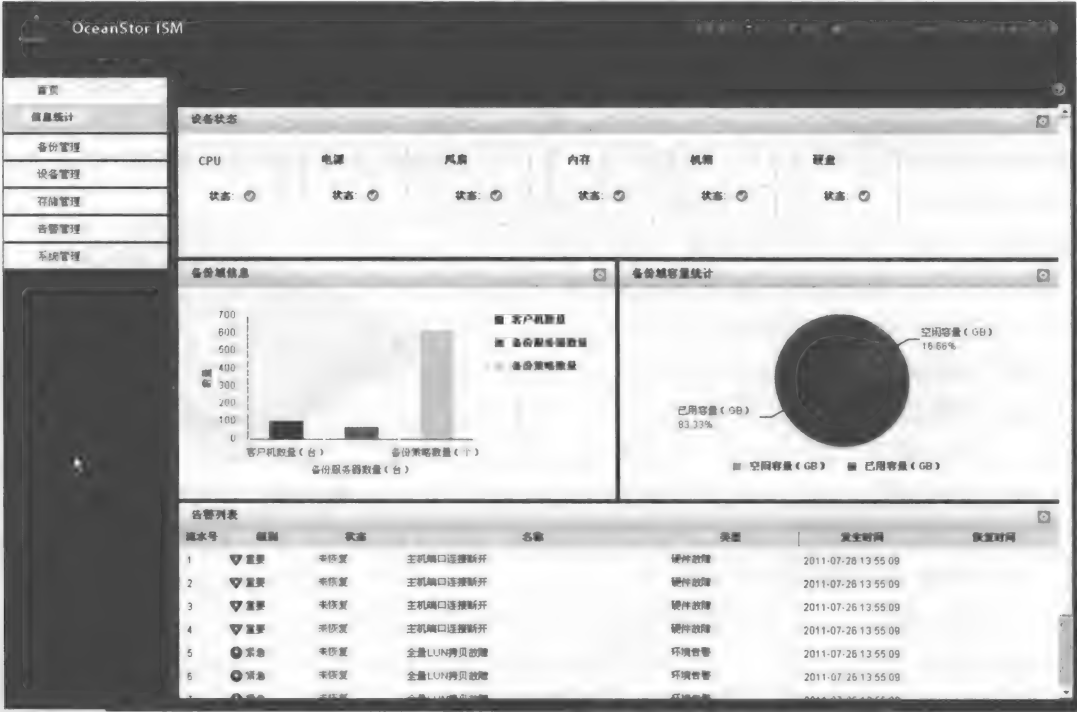 OceanStor ISM
首页
信息统计
备份管理
设备管理
存储管理
告警管理
系统管理
设备状态
CPU 电源 风扇 内存 机箱 硬盘
状态: 状态: 状态: 状态: 状态: 状态:
备份域信息
700
600
500
400
300
200
100
0
数量
客户机数量(台)
备份服务器数量(台)
备份策略数量(个)
客户机数量
备份服务器数量
备份策略数量
备份域容量统计
空闲容量(GB)
16.66%
已用容量(GB)
83.33%
空闲容量(GB) 已用容量(GB)
告警列表
流水号 级别 状态 名称 类型 发生时间 恢复时间
1 重要 未恢复 主机端口连接断开 硬件故障 2011-07-26 13:55:09
2 重要 未恢复 主机端口连接断开 硬件故障 2011-07-26 13:55:09
3 重要 未恢复 主机端口连接断开 硬件故障 2011-07-26 13:55:09
4 重要 未恢复 主机端口连接断开 硬件故障 2011-07-26 13:55:09
5 紧急 未恢复 全量LUN拷贝故障 环境告警 2011-07-26 13:55:09
6 紧急 未恢复 全量LUN拷贝故障 环境告警 2011-07-26 13:55:09